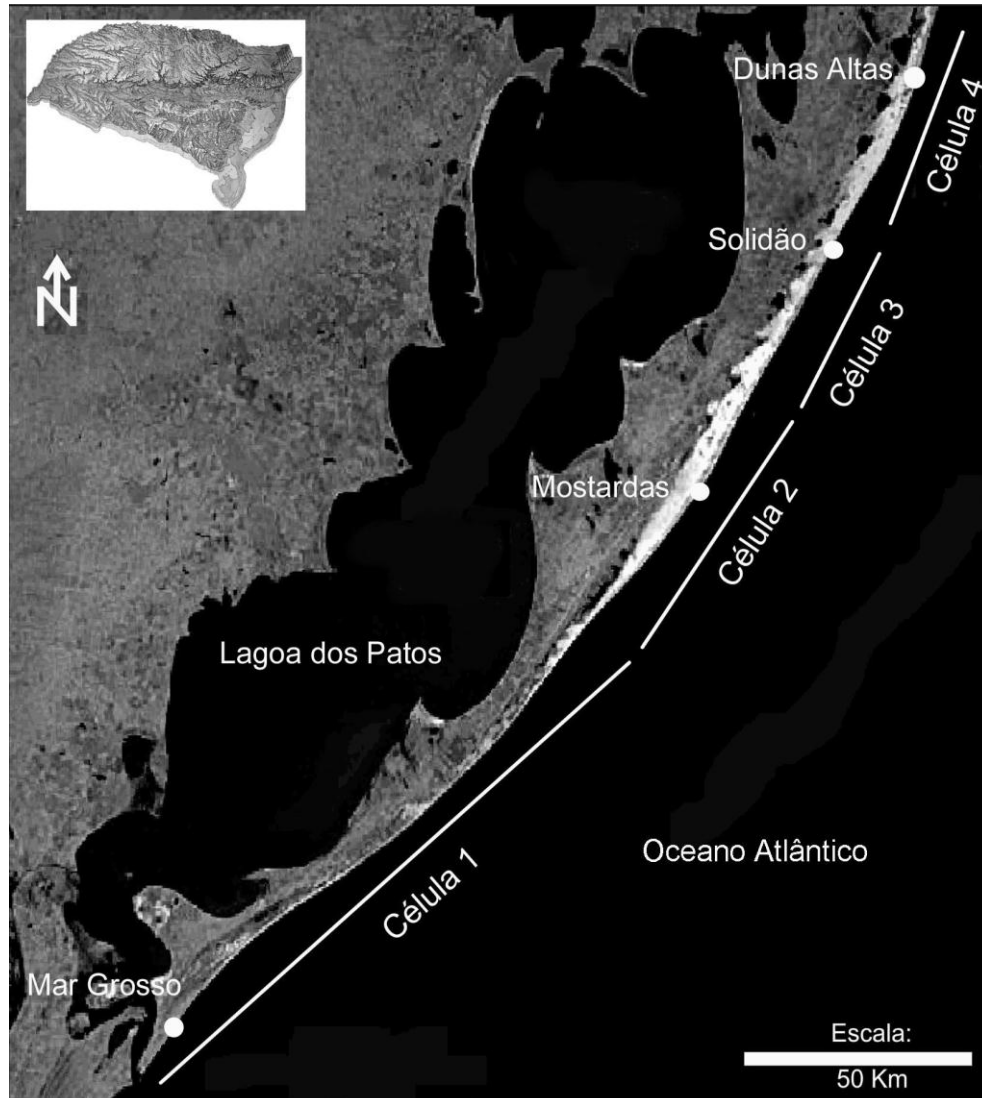 Dunas Altas
Célula 4
Solidão
N
Célula 3
Mostardas
Célula 2
Lagoa dos Patos
Oceano Atlântico
Célula 1
Mar Grosso
Escala:
50 Km